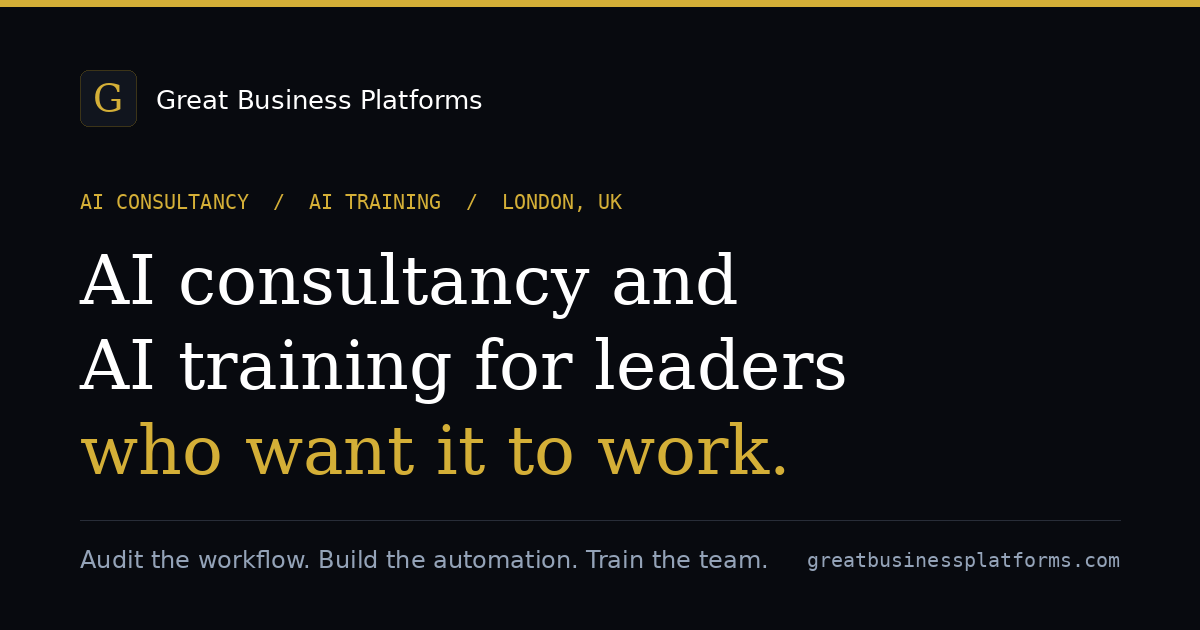 G
Great Business Platforms
AI CONSULTANCY / AI TRAINING / LONDON, UK
AI consultancy and
AI training for leaders
who want it to work.
Audit the workflow. Build the automation. Train the team.
greatbusinessplatforms.com